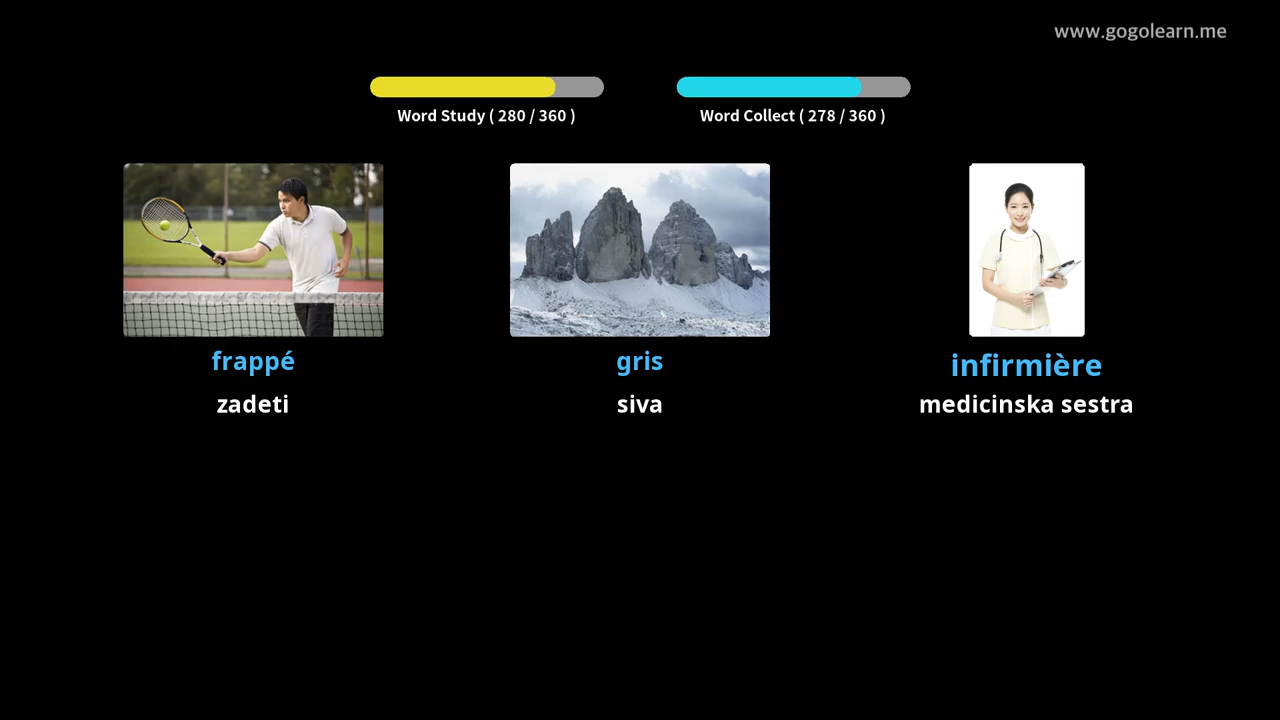 www.gogolearn.me
Word Study ( 280 / 360 )
Word Collect ( 278 / 360 )
frappé
gris
infirmière
zadeti
siva
medicinska sestra